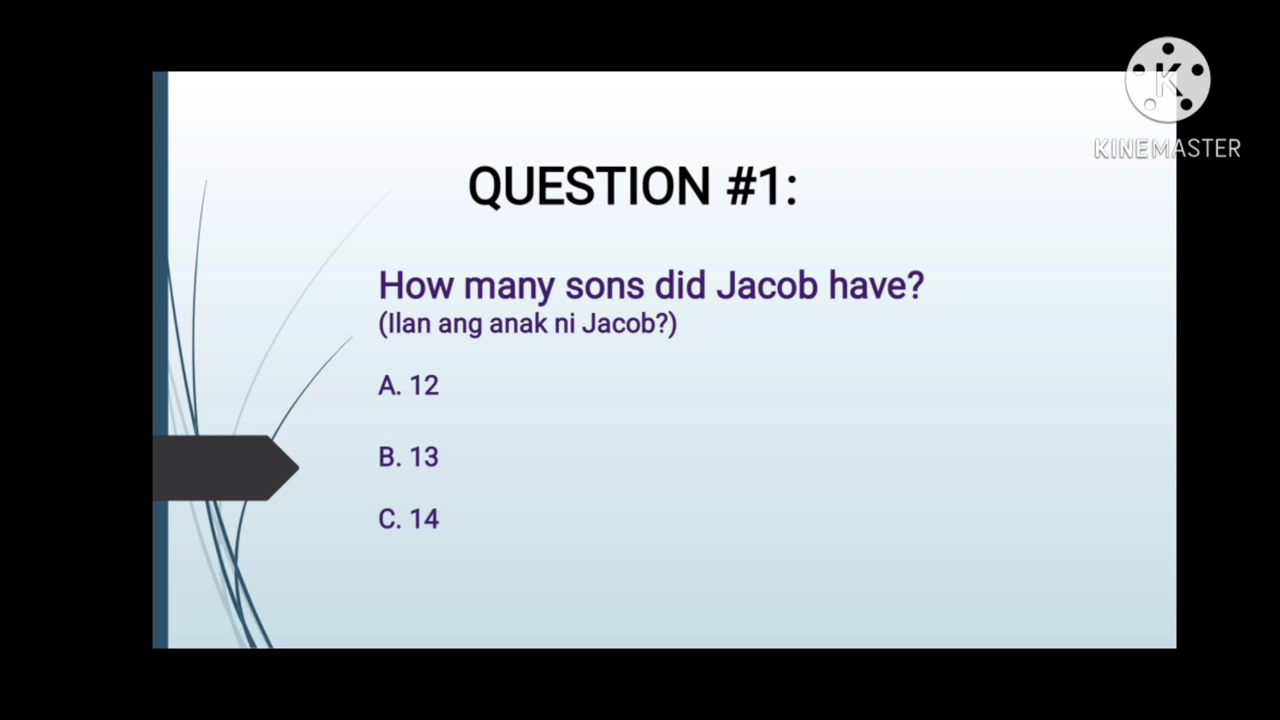 KINEMASTER
QUESTION #1:
How many sons did Jacob have?
(Ilan ang anak ni Jacob?)
A. 12
B. 13
C. 14